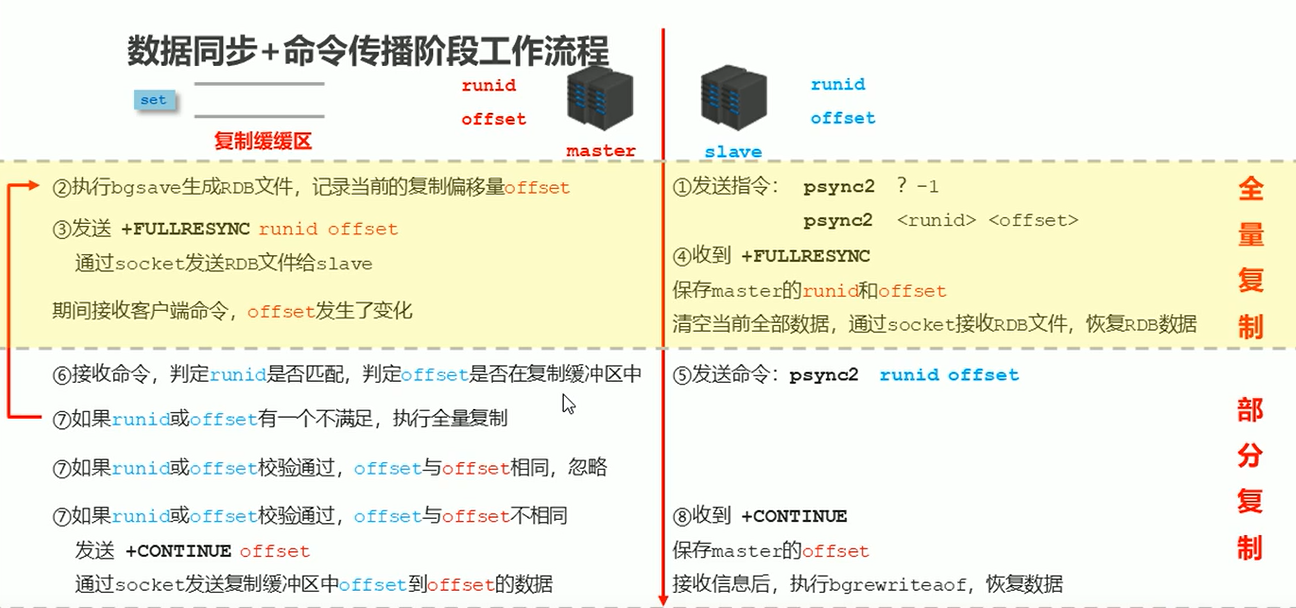 数据同步+命令传播阶段工作流程
set
复制缓缓区
runid
offset
master
runid
offset
slave
②执行bgsave生成RDB文件，记录当前的复制偏移量offset
③发送 +FULLRESYNC runid offset
通过socket发送RDB文件给slave
期间接收客户端命令，offset发生了变化
①发送指令： psync2 ? -1
psync2 <runid> <offset>
④收到 +FULLRESYNC
保存master的runid和offset
清空当前全部数据，通过socket接收RDB文件，恢复RDB数据
全量复制
⑥接收命令，判定runid是否匹配，判定offset是否在复制缓冲区中
⑦如果runid或offset有一个不满足，执行全量复制
⑦如果runid或offset校验通过，offset与offset相同，忽略
⑦如果runid或offset校验通过，offset与offset不相同
发送 +CONTINUE offset
通过socket发送复制缓冲区中offset到offset的数据
⑤发送命令：psync2 runid offset
⑧收到 +CONTINUE
保存master的offset
接收信息后，执行bgrewriteaof，恢复数据
部分复制